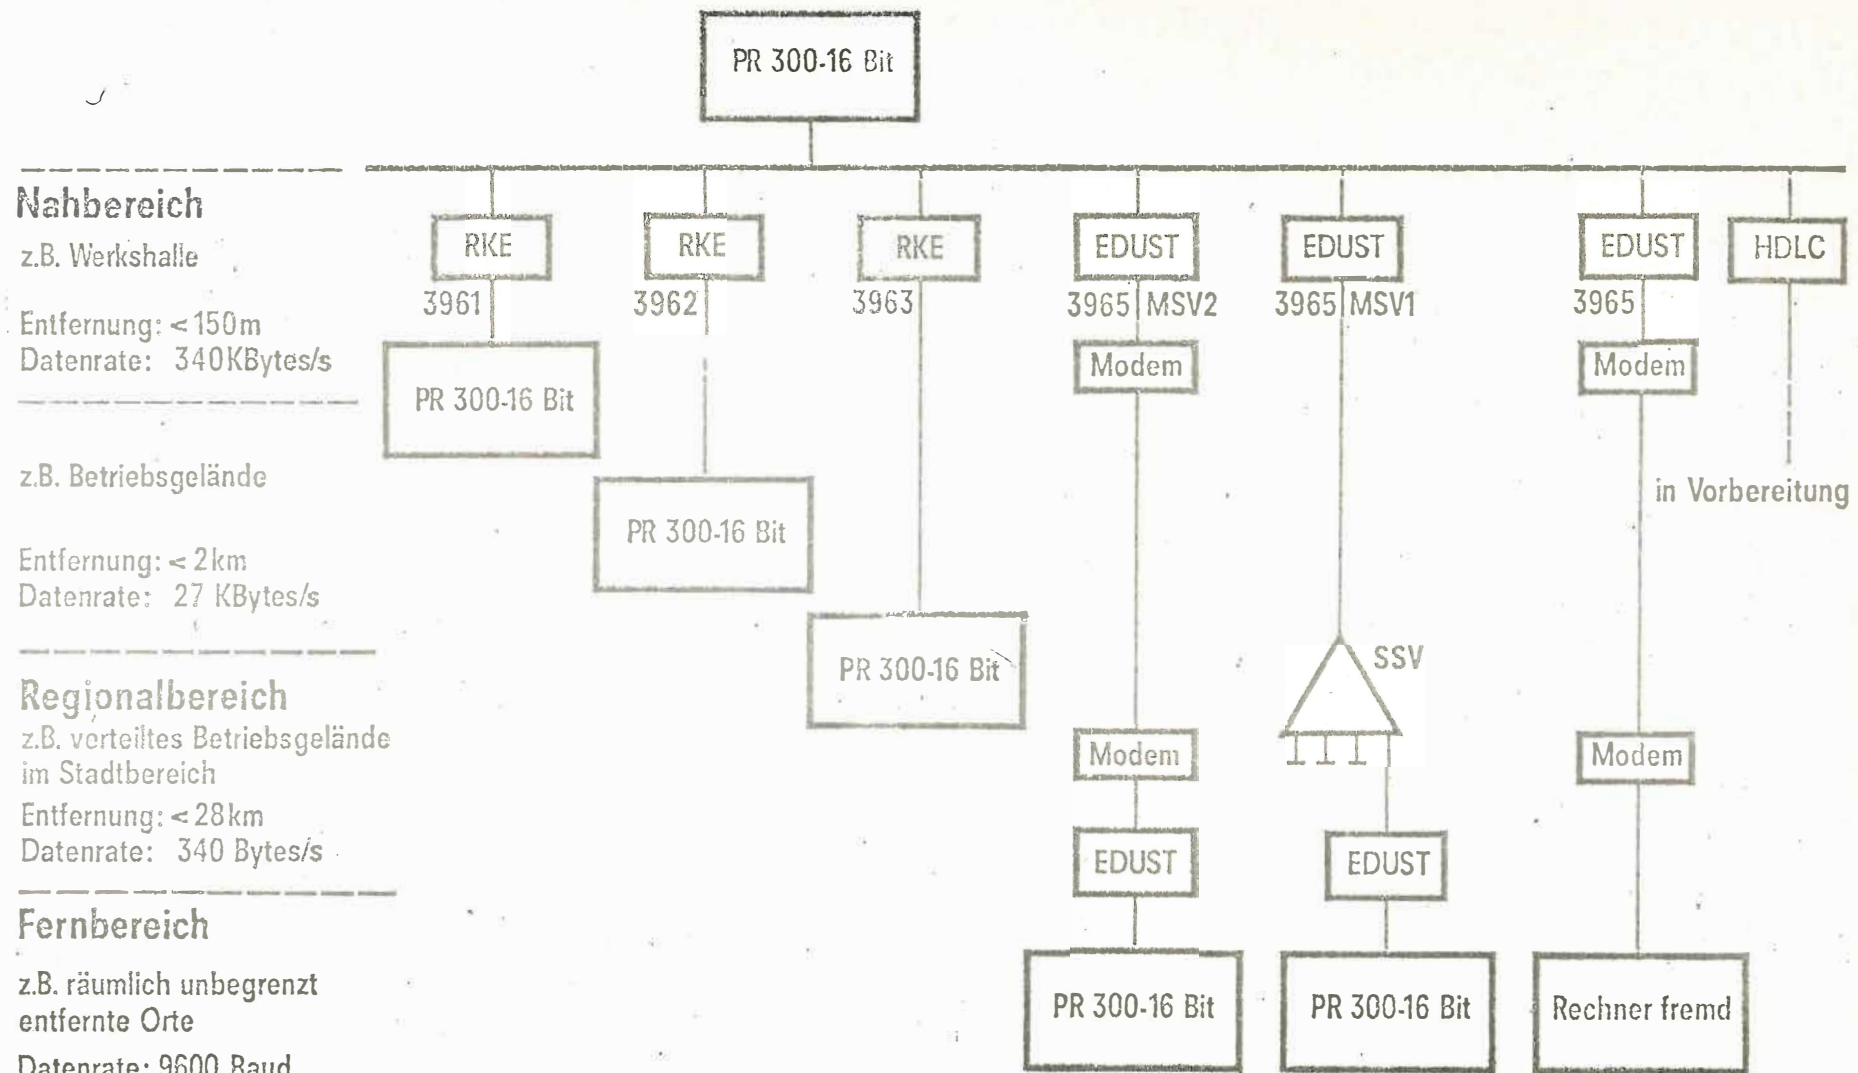 PR 300-16 Bit
Nahbereich
z.B. Werkshalle
Entfernung: < 150m
Datenrate: 340KBytes/s
z.B. Betriebsgelände
Entfernung: < 2km
Datenrate: 27 KBytes/s
Regionalbereich
z.B. verteiltes Betriebsgelände
im Stadtbereich
Entfernung: < 28km
Datenrate: 340 Bytes/s
Fernbereich
z.B. räumlich unbegrenzt
entfernte Orte
Datenrate: 9600 Baud
RKE
3961
PR 300-16 Bit
RKE
3962
PR 300-16 Bit
RKE
3963
PR 300-16 Bit
EDUST
3965 MSV2
Modem
Modem
EDUST
PR 300-16 Bit
EDUST
3965 MSV1
SSV
EDUST
PR 300-16 Bit
EDUST
3965
Modem
Modem
Rechner fremd
HDLC
in Vorbereitung